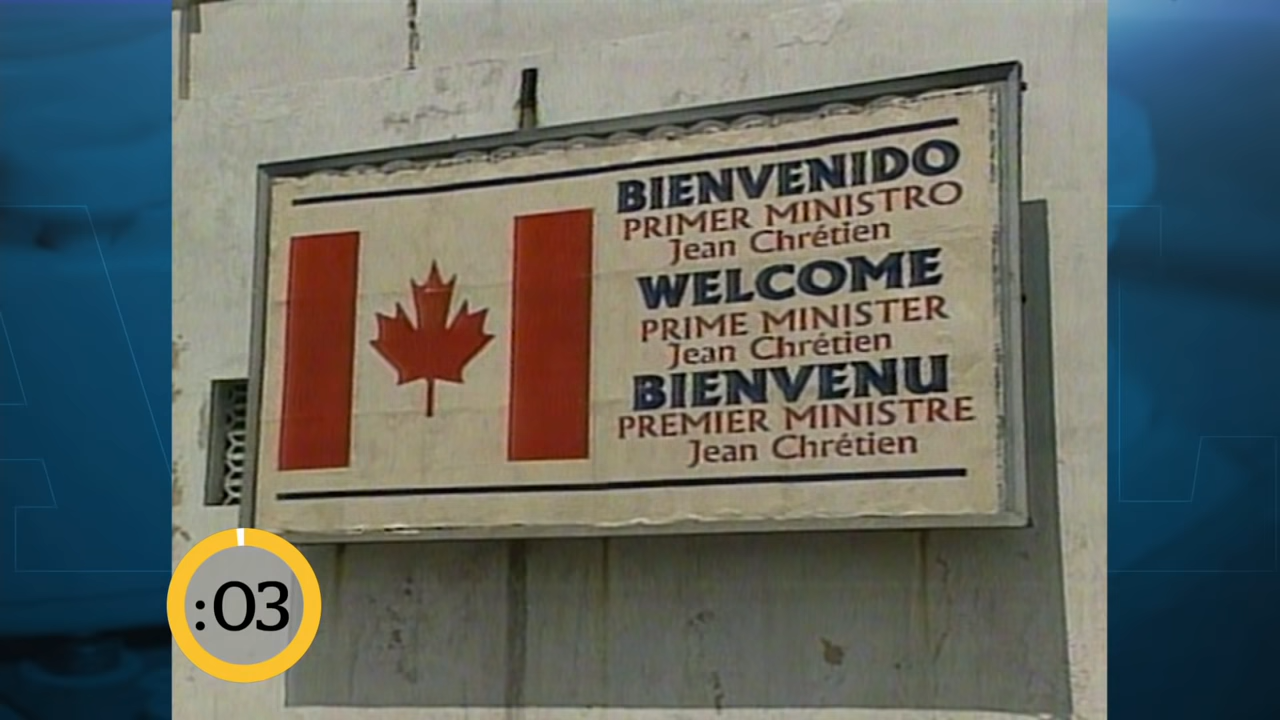 BIENVENIDO
PRIMER MINISTRO
Jean Chrétien
WELCOME
PRIME MINISTER
Jean Chrétien
BIENVENU
PREMIER MINISTRE
Jean Chrétien
:03